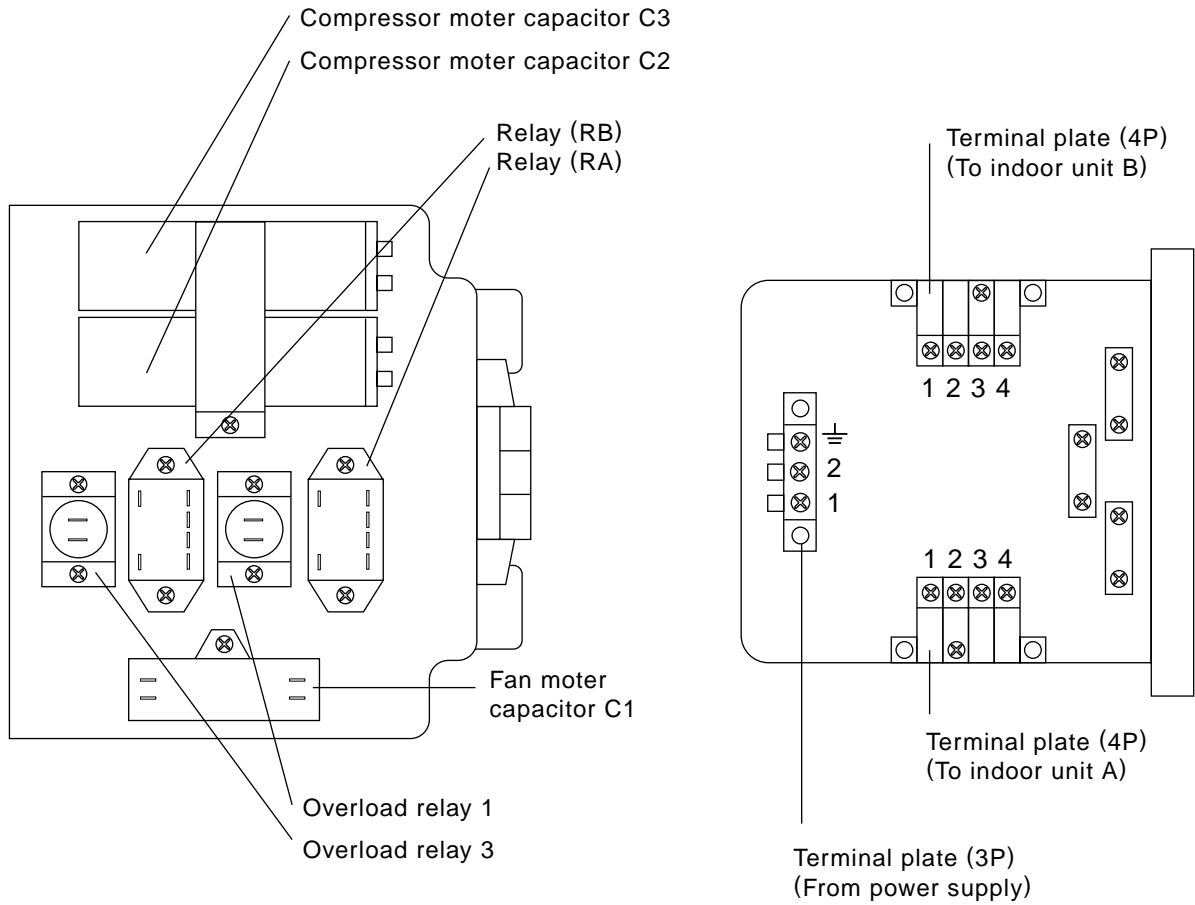 Compressor moter capacitor C3
Compressor moter capacitor C2
Relay (RB)
Relay (RA)
Fan moter
capacitor C1
Overload relay 1
Overload relay 3
Terminal plate (4P)
(To indoor unit B)
1 2 3 4
⏚
2
1
1 2 3 4
Terminal plate (4P)
(To indoor unit A)
Terminal plate (3P)
(From power supply)